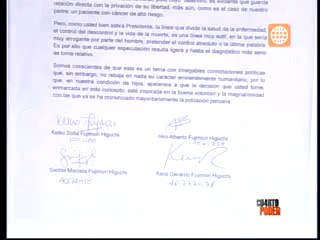 relación directa con la privación de su libertad, más aún, como es el caso de nuestro
padre: un paciente con cáncer de alto riesgo.
Pero, como usted bien sabrá Presidente, la línea que divide la salud de la enfermedad,
el control del descontrol y la vida de la muerte, es una línea muy sutil, en la que sería
muy arrogante por parte del hombre, pretender el control absoluto o la última palabra.
Es por ello que cualquier especulación resulta ligera y hasta el diagnóstico más serio
se torna relativo.
Somos conscientes de que este es un tema con innegables connotaciones políticas
que, sin embargo, no rebaja en nada su carácter eminentemente humanitario, por lo
que, en nuestra condición de hijos, apelamos a que la decisión que usted tome,
enmarcada en este concepto, esté inspirada en la buena voluntad y la magnanimidad
con las que ya se ha pronunciado mayoritariamente la población peruana.
Keiko Fujimori
Keiko Sofía Fujimori Higuchi
Hiro Alberto Fujimori Higuchi
Sachie Marcela Fujimori Higuchi
Kenji Gerardo Fujimori Higuchi
CUARTO
PODER